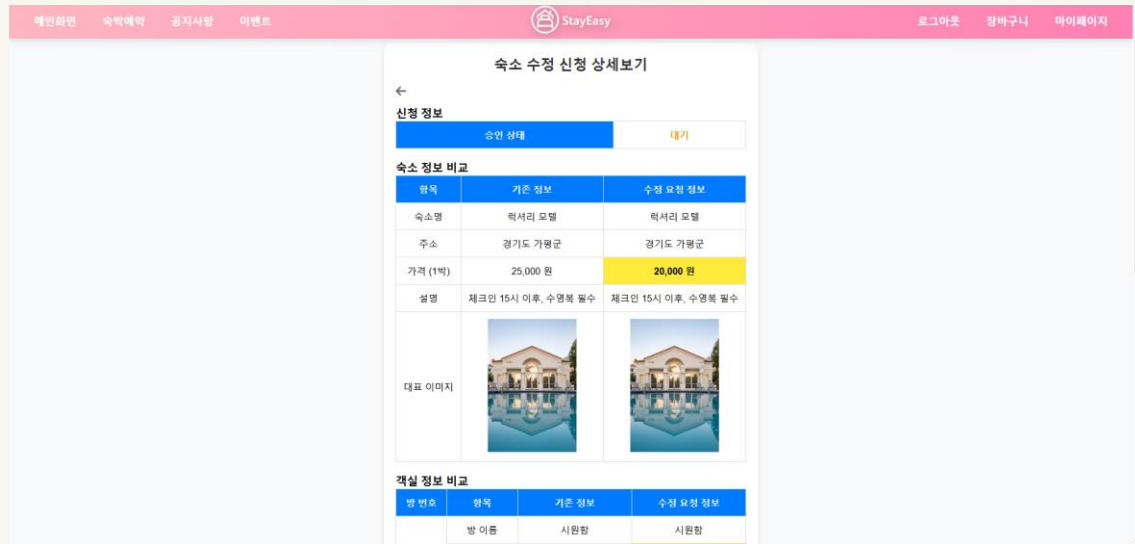 메인화면 숙박예약 공지사항 이벤트 StayEasy 로그아웃 장바구니 마이페이지
숙소 수정 신청 상세보기
←
신청 정보
승인 상태 대기
숙소 정보 비교
항목 기존 정보 수정 요청 정보
숙소명 럭셔리 모텔 럭셔리 모텔
주소 경기도 가평군 경기도 가평군
가격 (1박) 25,000 원 20,000 원
설명 체크인 15시 이후, 수영복 필수 체크인 15시 이후, 수영복 필수
대표 이미지
객실 정보 비교
방 번호 항목 기존 정보 수정 요청 정보
방 이름 시원함 시원함